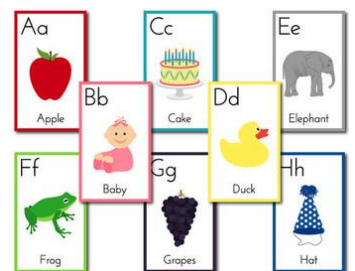 Aa
Apple
Bb
Baby
Cc
Cake
Dd
Duck
Ee
Elephant
Ff
Frog
Gg
Grapes
Hh
Hat